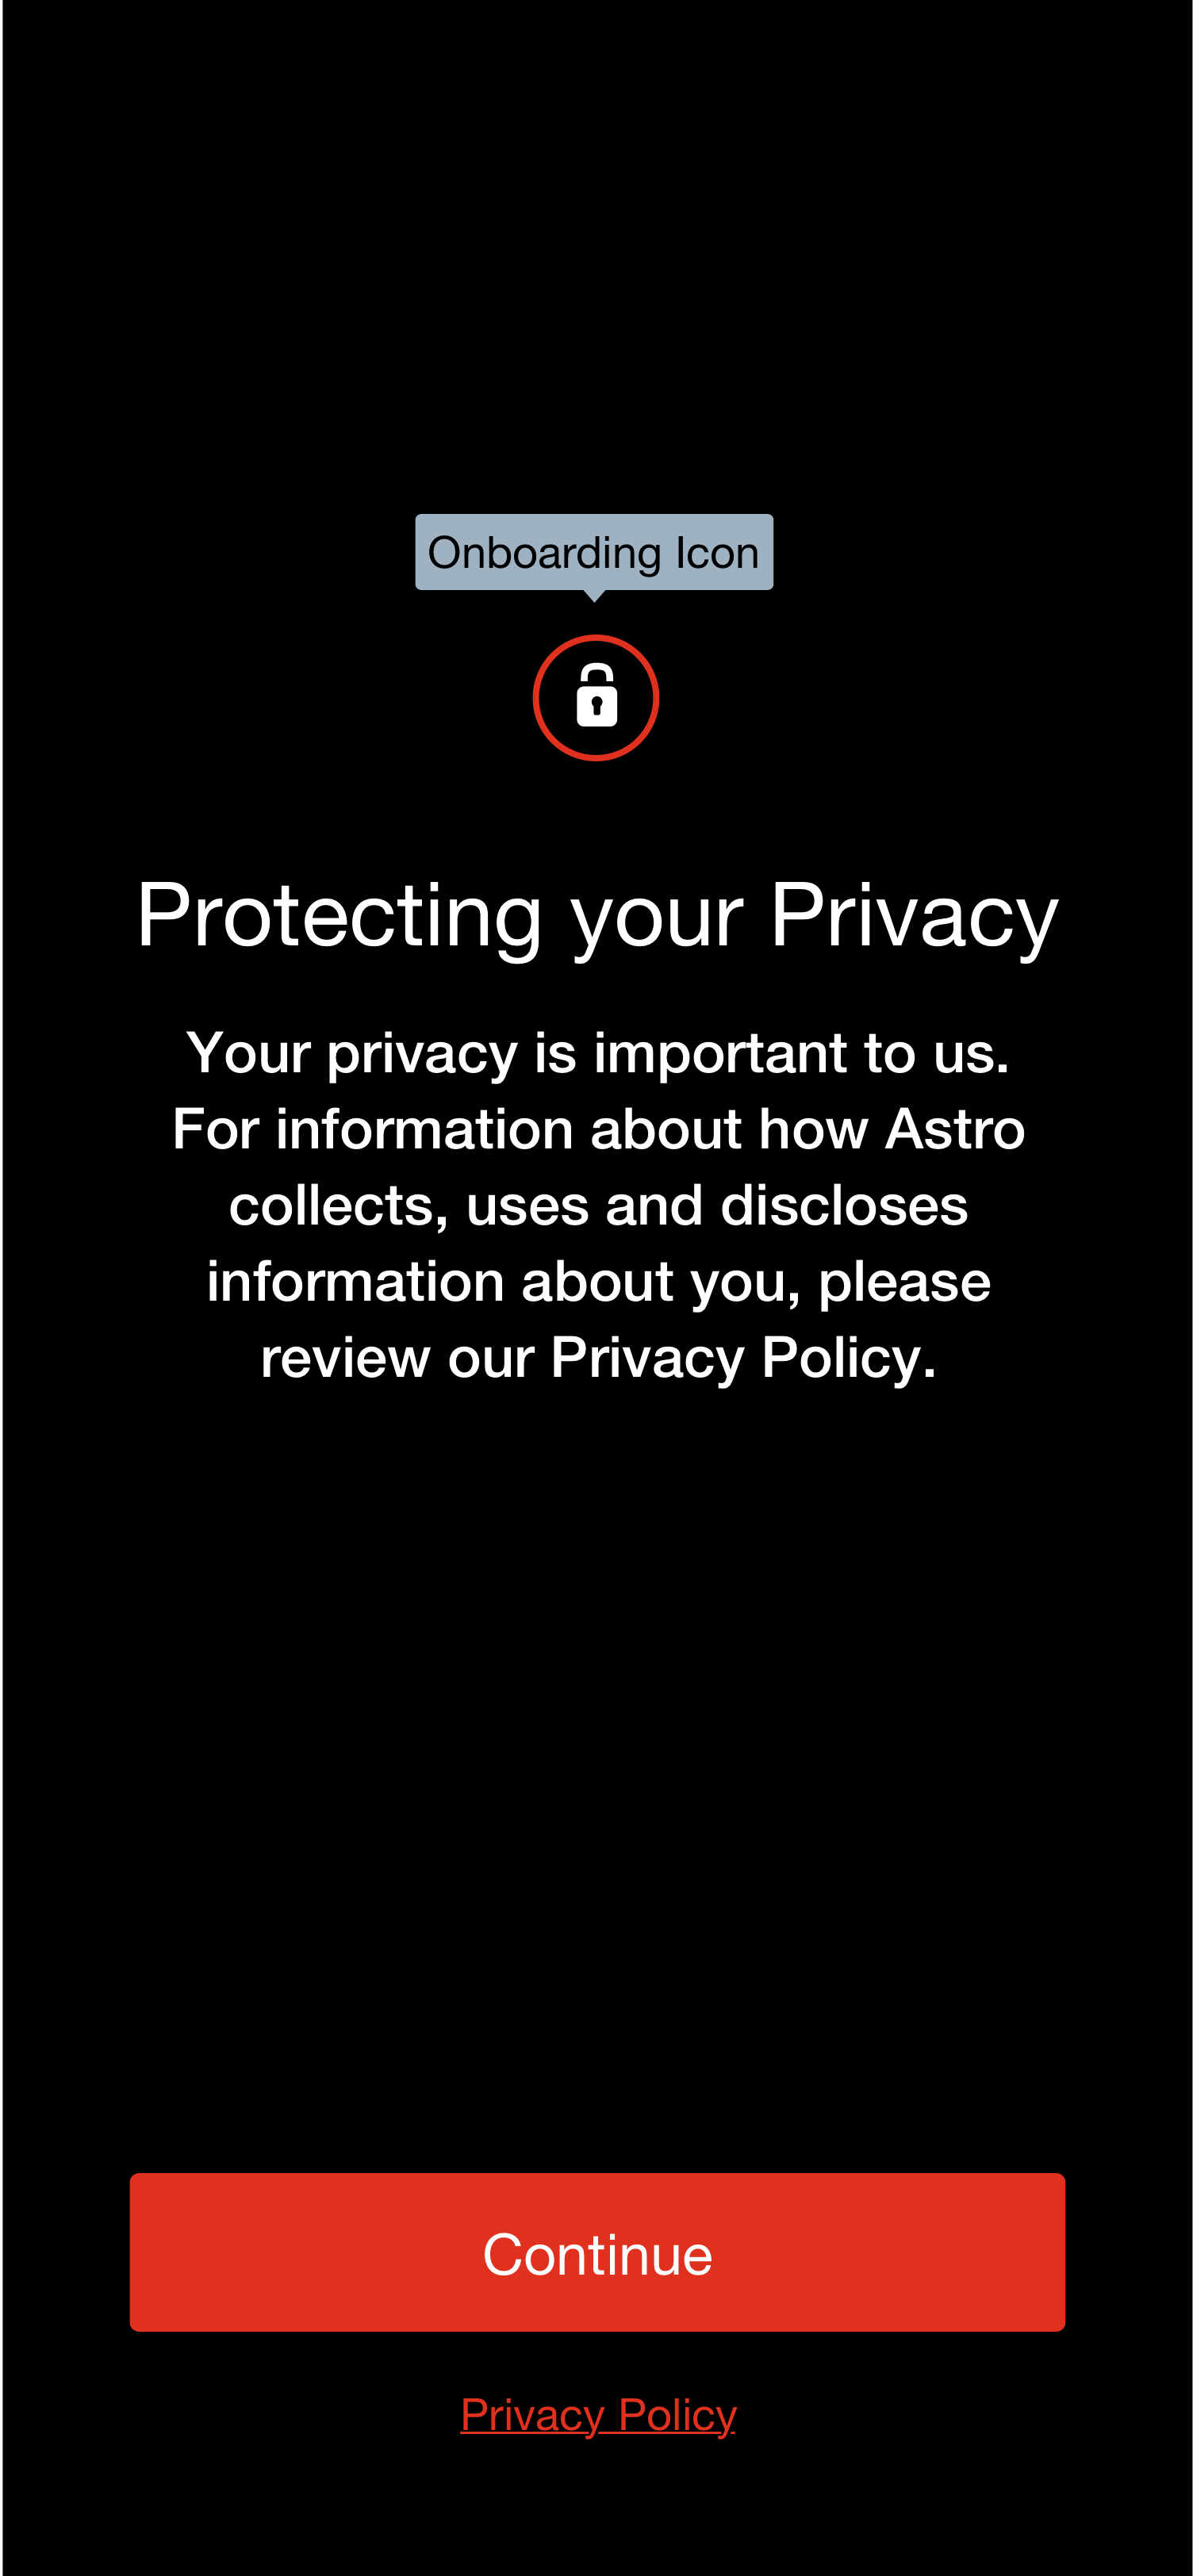 Onboarding Icon
Protecting your Privacy
Your privacy is important to us.
For information about how Astro
collects, uses and discloses
information about you, please
review our Privacy Policy.
Continue
Privacy Policy